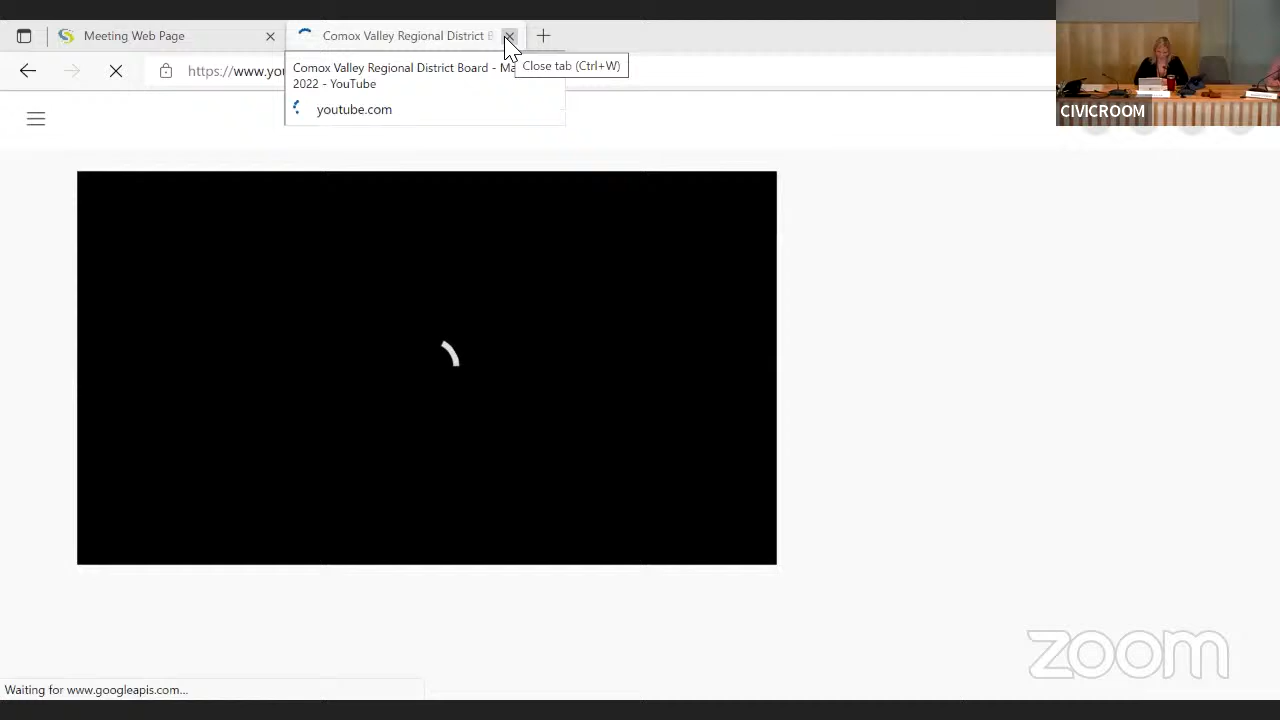 Meeting Web Page
Comox Valley Regional District B
Close tab (Ctrl+W)
https://www.you
Comox Valley Regional District Board - Ma
2022 - YouTube
youtube.com
CIVICROOM
zoom
Waiting for www.googleapis.com...